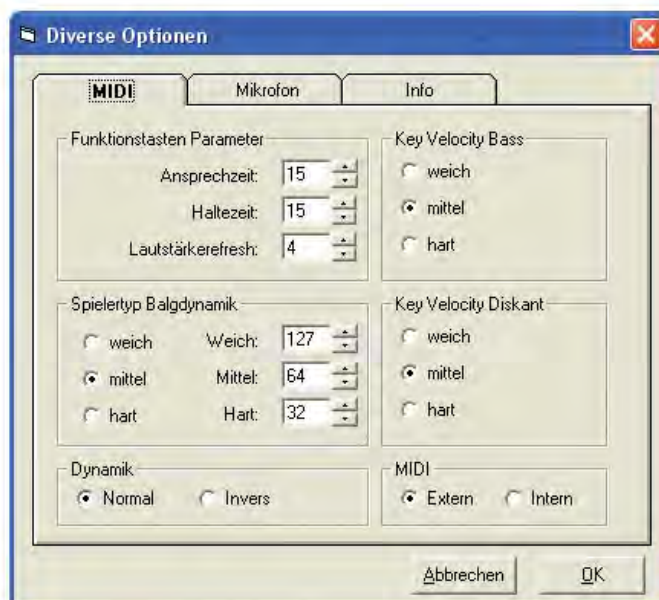 Diverse Optionen
MIDI Mikrofon Info
Funktionstasten Parameter
Ansprechzeit: 15
Haltezeit: 15
Lautstärkerefresh: 4
Key Velocity Bass
weich
mittel
hart
Spielertyp Balgdynamik
weich Weich: 127
mittel Mittel: 64
hart Hart: 32
Key Velocity Diskant
weich
mittel
hart
Dynamik
Normal Invers
MIDI
Extern Intern
Abbrechen OK